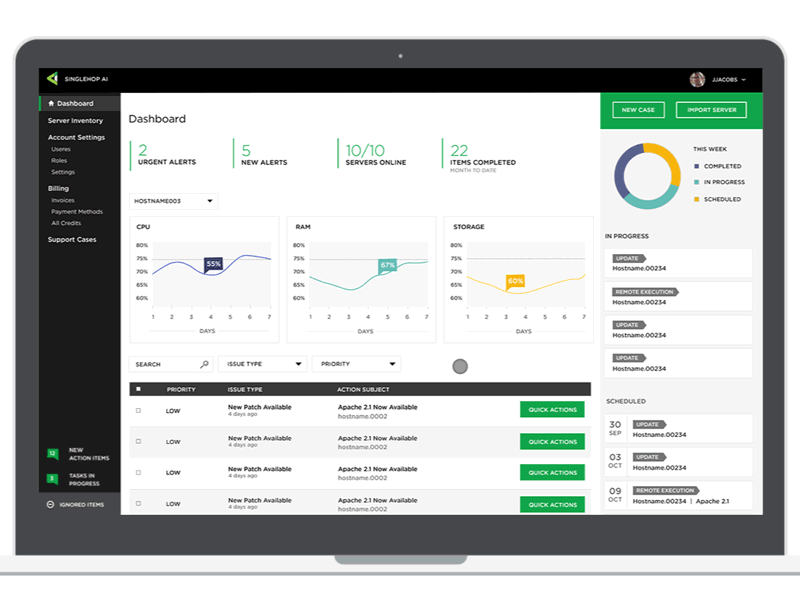 SINGLEHOP AI
JJACOBS
Dashboard
Server Inventory
Account Settings
Useres
Roles
Settings
Billing
Invoices
Payment Methods
All Credits
Support Cases
12
NEW
ACTION ITEMS
3
TASKS IN
PROGRESS
IGNORED ITEMS
Dashboard
2
URGENT ALERTS
5
NEW ALERTS
10/10
SERVERS ONLINE
22
ITEMS COMPLETED
MONTH TO DATE
HOSTNAME003
CPU
80%
75%
70%
65%
60%
55%
1 2 3 4 5 6 7
DAYS
RAM
80%
75%
70%
65%
60%
67%
1 2 3 4 5 6 7
DAYS
STORAGE
80%
75%
70%
65%
60%
60%
1 2 3 4 5 6 7
DAYS
SEARCH
ISSUE TYPE
PRIORITY
PRIORITY ISSUE TYPE ACTION SUBJECT
LOW New Patch Available Apache 2.1 Now Available QUICK ACTIONS
4 days ago hostname.0002
LOW New Patch Available Apache 2.1 Now Available QUICK ACTIONS
4 days ago hostname.0002
LOW New Patch Available Apache 2.1 Now Available QUICK ACTIONS
4 days ago hostname.0002
LOW New Patch Available Apache 2.1 Now Available QUICK ACTIONS
4 days ago hostname.0002
NEW CASE
IMPORT SERVER
THIS WEEK
COMPLETED
IN PROGRESS
SCHEDULED
IN PROGRESS
UPDATE
Hostname.00234
REMOTE EXECUTION
Hostname.00234
UPDATE
Hostname.00234
UPDATE
Hostname.00234
SCHEDULED
30 SEP
UPDATE
Hostname.00234
03 OCT
UPDATE
Hostname.00234
09 OCT
REMOTE EXECUTION
Hostname.00234 | Apache 2.1